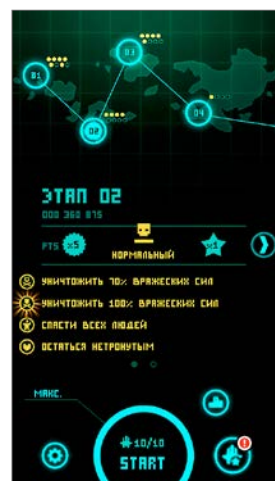 01
03
02
04
ЭТАП 02
000 360 875
PTS x5 НОРМАЛЬНЫЙ x1
УНИЧТОЖИТЬ 70% ВРАЖЕСКИХ СИЛ
УНИЧТОЖИТЬ 100% ВРАЖЕСКИХ СИЛ
СПАСТИ ВСЕХ ЛЮДЕЙ
ОСТАТЬСЯ НЕТРОНУТЫМ
МАКС.
10/10
START